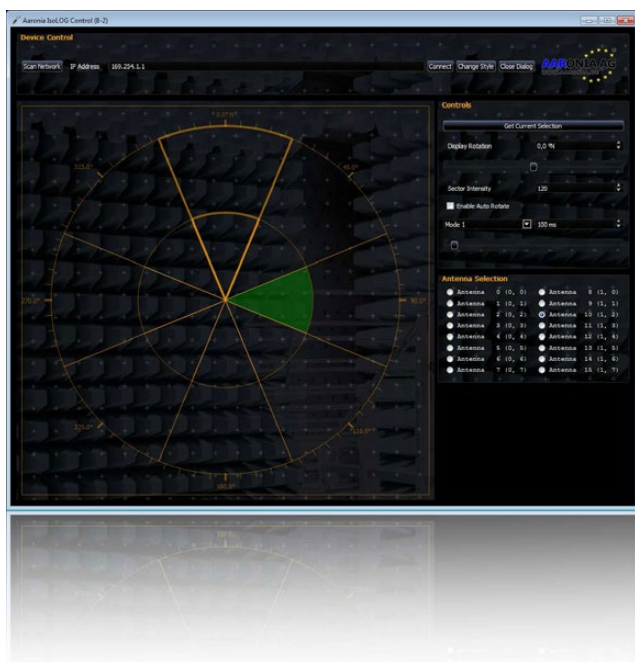 Aaronia IsoLOG Control (8-2)
Device Control
Scan Network IP Address 169.254.1.1 Connect Change Style Close Dialog AARONIA AG
Controls
Get Current Selection
Display Rotation 0,0 °N
Sector Intensity 120
Enable Auto Rotate
Mode 1 100 ms
Antenna Selection
Antenna 0 (0, 0) Antenna 8 (1, 0)
Antenna 1 (0, 1) Antenna 9 (1, 1)
Antenna 2 (0, 2) Antenna 10 (1, 2)
Antenna 3 (0, 3) Antenna 11 (1, 3)
Antenna 4 (0, 4) Antenna 12 (1, 4)
Antenna 5 (0, 5) Antenna 13 (1, 5)
Antenna 6 (0, 6) Antenna 14 (1, 6)
Antenna 7 (0, 7) Antenna 15 (1, 7)
315.0°
45.0°
270.0°
90.0°
225.0°
180.0°